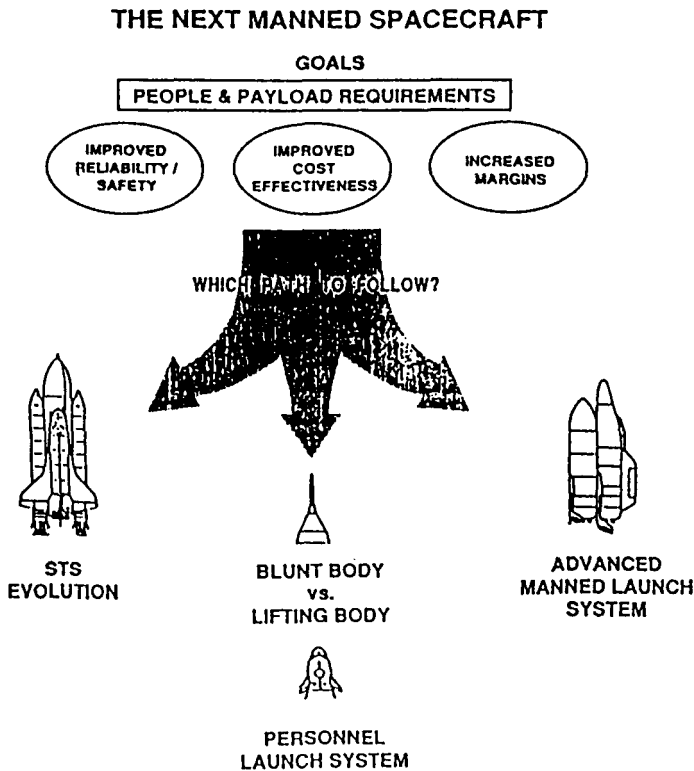 THE NEXT MANNED SPACECRAFT
GOALS
PEOPLE & PAYLOAD REQUIREMENTS
IMPROVED
RELIABILITY /
SAFETY
IMPROVED
COST
EFFECTIVENESS
INCREASED
MARGINS
WHICH PATH TO FOLLOW?
STS
EVOLUTION
BLUNT BODY
vs.
LIFTING BODY
ADVANCED
MANNED LAUNCH
SYSTEM
PERSONNEL
LAUNCH SYSTEM